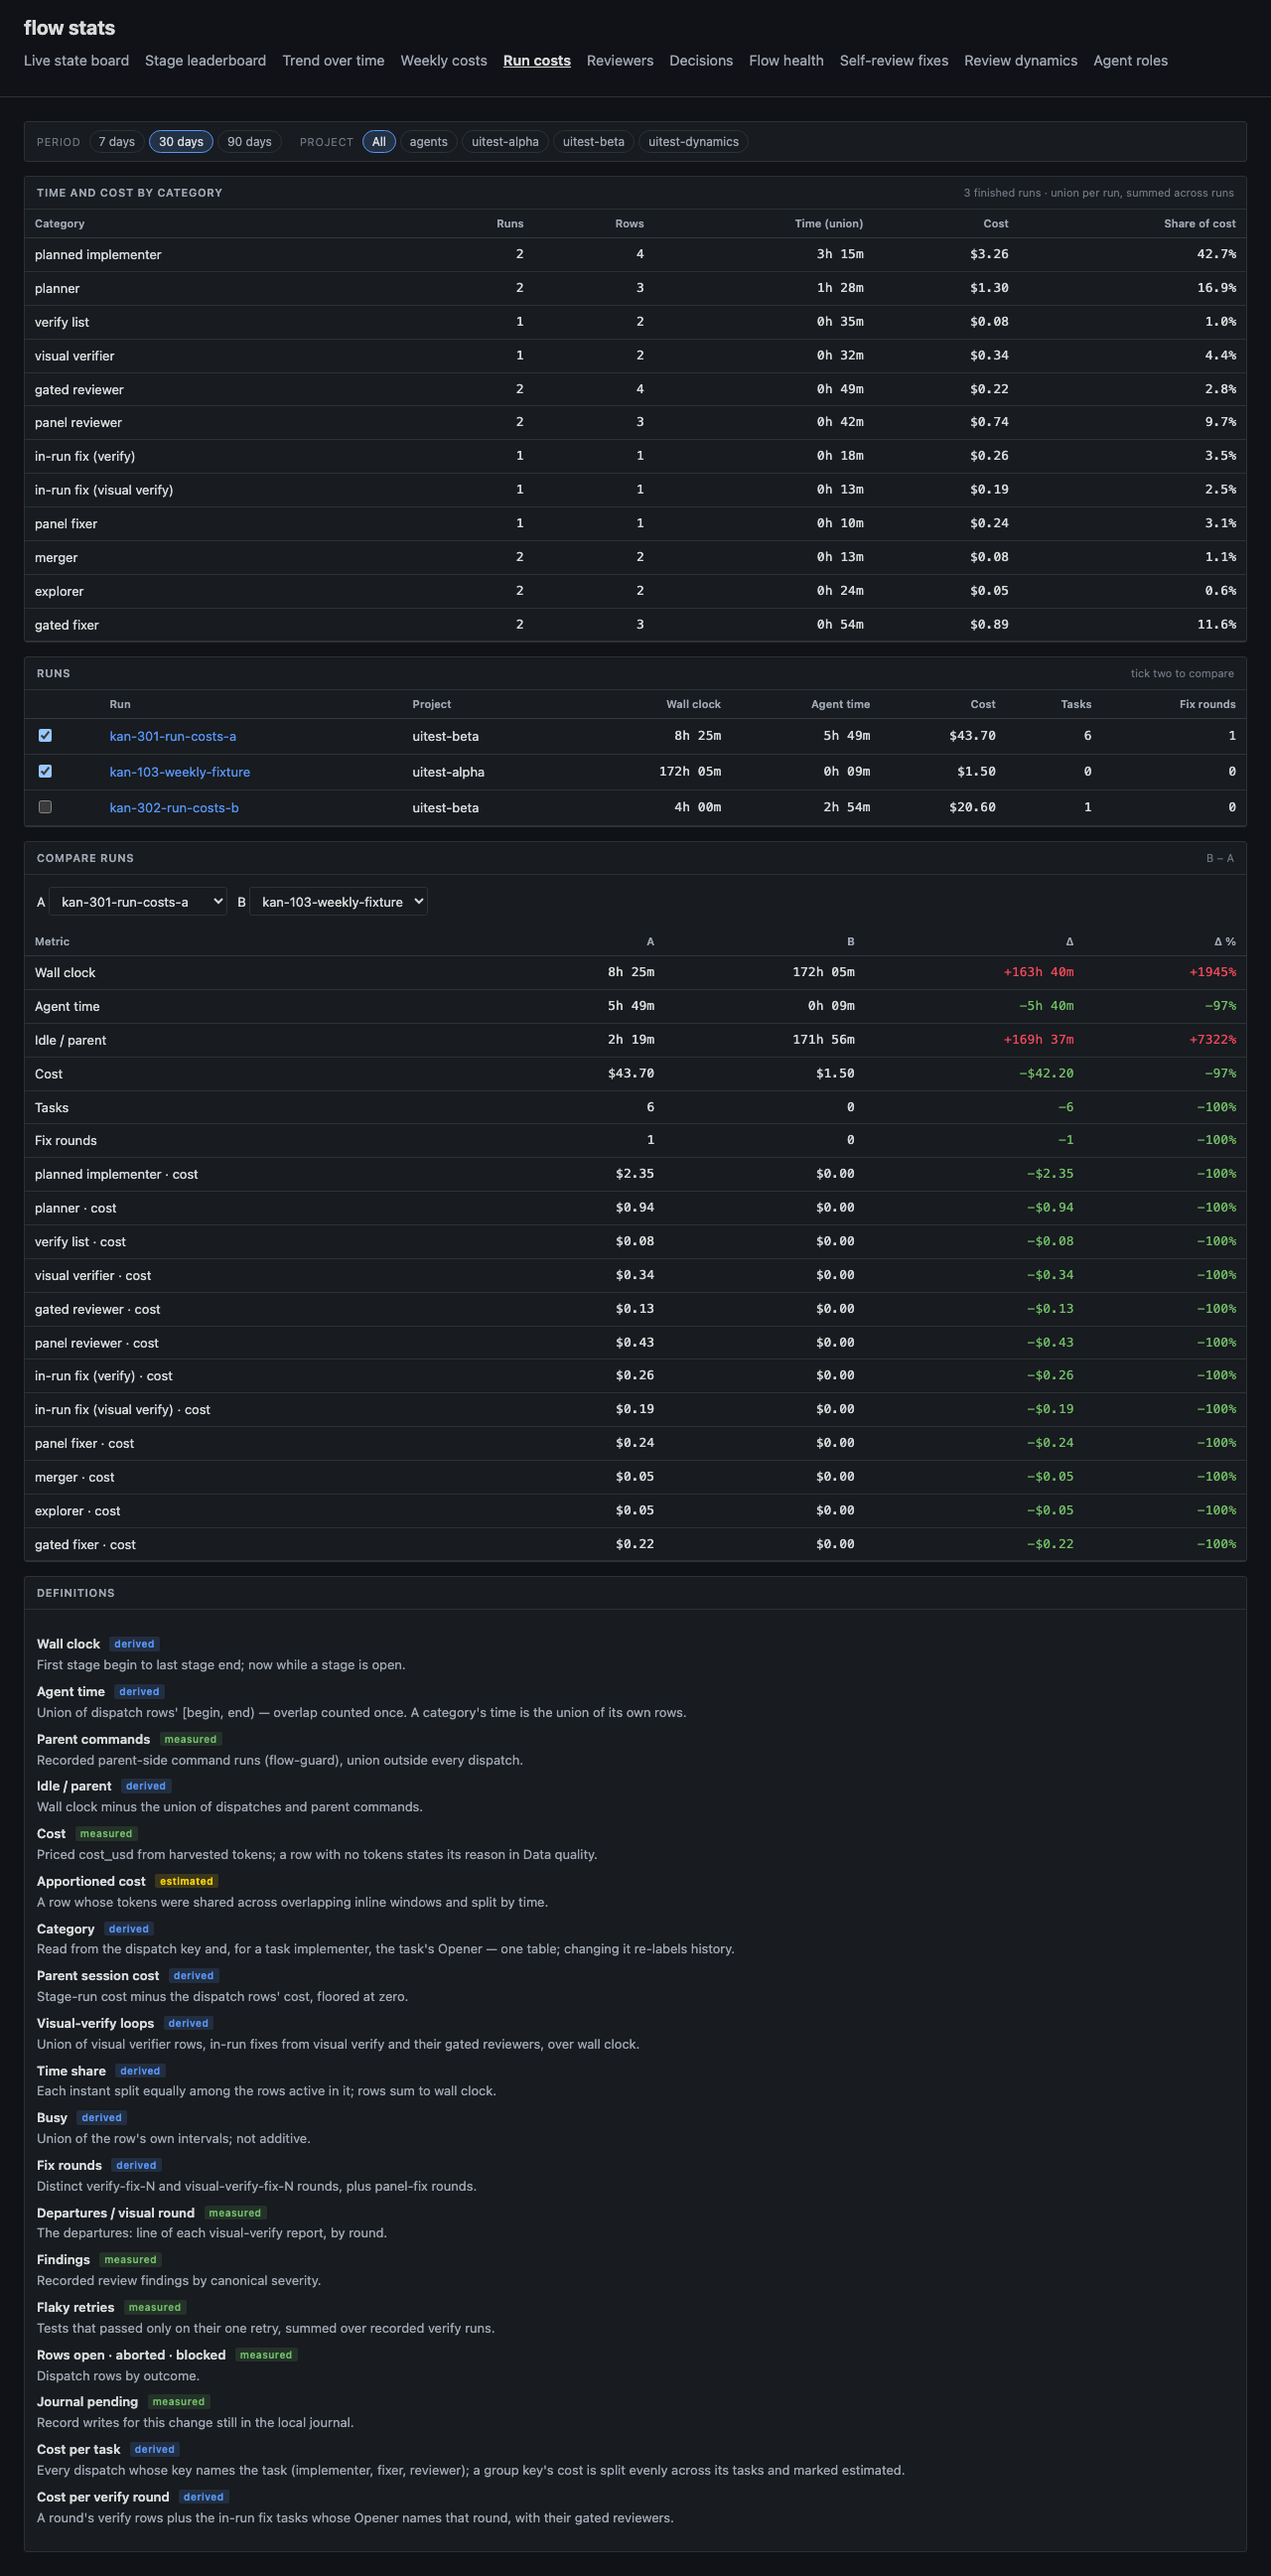 flow stats
Live state board Stage leaderboard Trend over time Weekly costs Run costs Reviewers Decisions Flow health Self-review fixes Review dynamics Agent roles
PERIOD 7 days 30 days 90 days PROJECT All agents uitest-alpha uitest-beta uitest-dynamics
TIME AND COST BY CATEGORY 3 finished runs · union per run, summed across runs
Category Runs Rows Time (union) Cost Share of cost
planned implementer 2 4 3h 15m $3.26 42.7%
planner 2 3 1h 28m $1.30 16.9%
verify list 1 2 0h 35m $0.08 1.0%
visual verifier 1 2 0h 32m $0.34 4.4%
gated reviewer 2 4 0h 49m $0.22 2.8%
panel reviewer 2 3 0h 42m $0.74 9.7%
in-run fix (verify) 1 1 0h 18m $0.26 3.5%
in-run fix (visual verify) 1 1 0h 13m $0.19 2.5%
panel fixer 1 1 0h 10m $0.24 3.1%
merger 2 2 0h 13m $0.08 1.1%
explorer 2 2 0h 24m $0.05 0.6%
gated fixer 2 3 0h 54m $0.89 11.6%
RUNS tick two to compare
Run Project Wall clock Agent time Cost Tasks Fix rounds
kan-301-run-costs-a uitest-beta 8h 25m 5h 49m $43.70 6 1
kan-103-weekly-fixture uitest-alpha 172h 05m 0h 09m $1.50 0 0
kan-302-run-costs-b uitest-beta 4h 00m 2h 54m $20.60 1 0
COMPARE RUNS B − A
A kan-301-run-costs-a B kan-103-weekly-fixture
Metric A B Δ Δ %
Wall clock 8h 25m 172h 05m +163h 40m +1945%
Agent time 5h 49m 0h 09m −5h 40m −97%
Idle / parent 2h 19m 171h 56m +169h 37m +7322%
Cost $43.70 $1.50 −$42.20 −97%
Tasks 6 0 −6 −100%
Fix rounds 1 0 −1 −100%
planned implementer · cost $2.35 $0.00 −$2.35 −100%
planner · cost $0.94 $0.00 −$0.94 −100%
verify list · cost $0.08 $0.00 −$0.08 −100%
visual verifier · cost $0.34 $0.00 −$0.34 −100%
gated reviewer · cost $0.13 $0.00 −$0.13 −100%
panel reviewer · cost $0.43 $0.00 −$0.43 −100%
in-run fix (verify) · cost $0.26 $0.00 −$0.26 −100%
in-run fix (visual verify) · cost $0.19 $0.00 −$0.19 −100%
panel fixer · cost $0.24 $0.00 −$0.24 −100%
merger · cost $0.05 $0.00 −$0.05 −100%
explorer · cost $0.05 $0.00 −$0.05 −100%
gated fixer · cost $0.22 $0.00 −$0.22 −100%
DEFINITIONS
Wall clock derived
First stage begin to last stage end; now while a stage is open.
Agent time derived
Union of dispatch rows' [begin, end) — overlap counted once. A category's time is the union of its own rows.
Parent commands measured
Recorded parent-side command runs (flow-guard), union outside every dispatch.
Idle / parent derived
Wall clock minus the union of dispatches and parent commands.
Cost measured
Priced cost_usd from harvested tokens; a row with no tokens states its reason in Data quality.
Apportioned cost estimated
A row whose tokens were shared across overlapping inline windows and split by time.
Category derived
Read from the dispatch key and, for a task implementer, the task's Opener — one table; changing it re-labels history.
Parent session cost derived
Stage-run cost minus the dispatch rows' cost, floored at zero.
Visual-verify loops derived
Union of visual verifier rows, in-run fixes from visual verify and their gated reviewers, over wall clock.
Time share derived
Each instant split equally among the rows active in it; rows sum to wall clock.
Busy derived
Union of the row's own intervals; not additive.
Fix rounds derived
Distinct verify-fix-N and visual-verify-fix-N rounds, plus panel-fix rounds.
Departures / visual round measured
The departures: line of each visual-verify report, by round.
Findings measured
Recorded review findings by canonical severity.
Flaky retries measured
Tests that passed only on their one retry, summed over recorded verify runs.
Rows open · aborted · blocked measured
Dispatch rows by outcome.
Journal pending measured
Record writes for this change still in the local journal.
Cost per task derived
Every dispatch whose key names the task (implementer, fixer, reviewer); a group key's cost is split evenly across its tasks and marked estimated.
Cost per verify round derived
A round's verify rows plus the in-run fix tasks whose Opener names that round, with their gated reviewers.